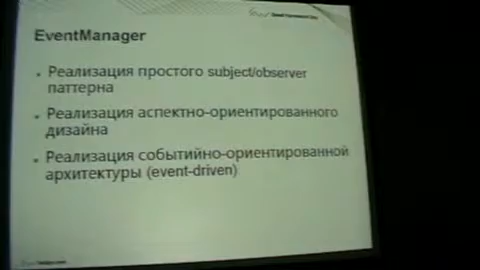 EventManager
Реализация простого subject/observer
паттерна
Реализация аспектно-ориентированного
дизайна
Реализация событийно-ориентированной
архитектуры (event-driven)